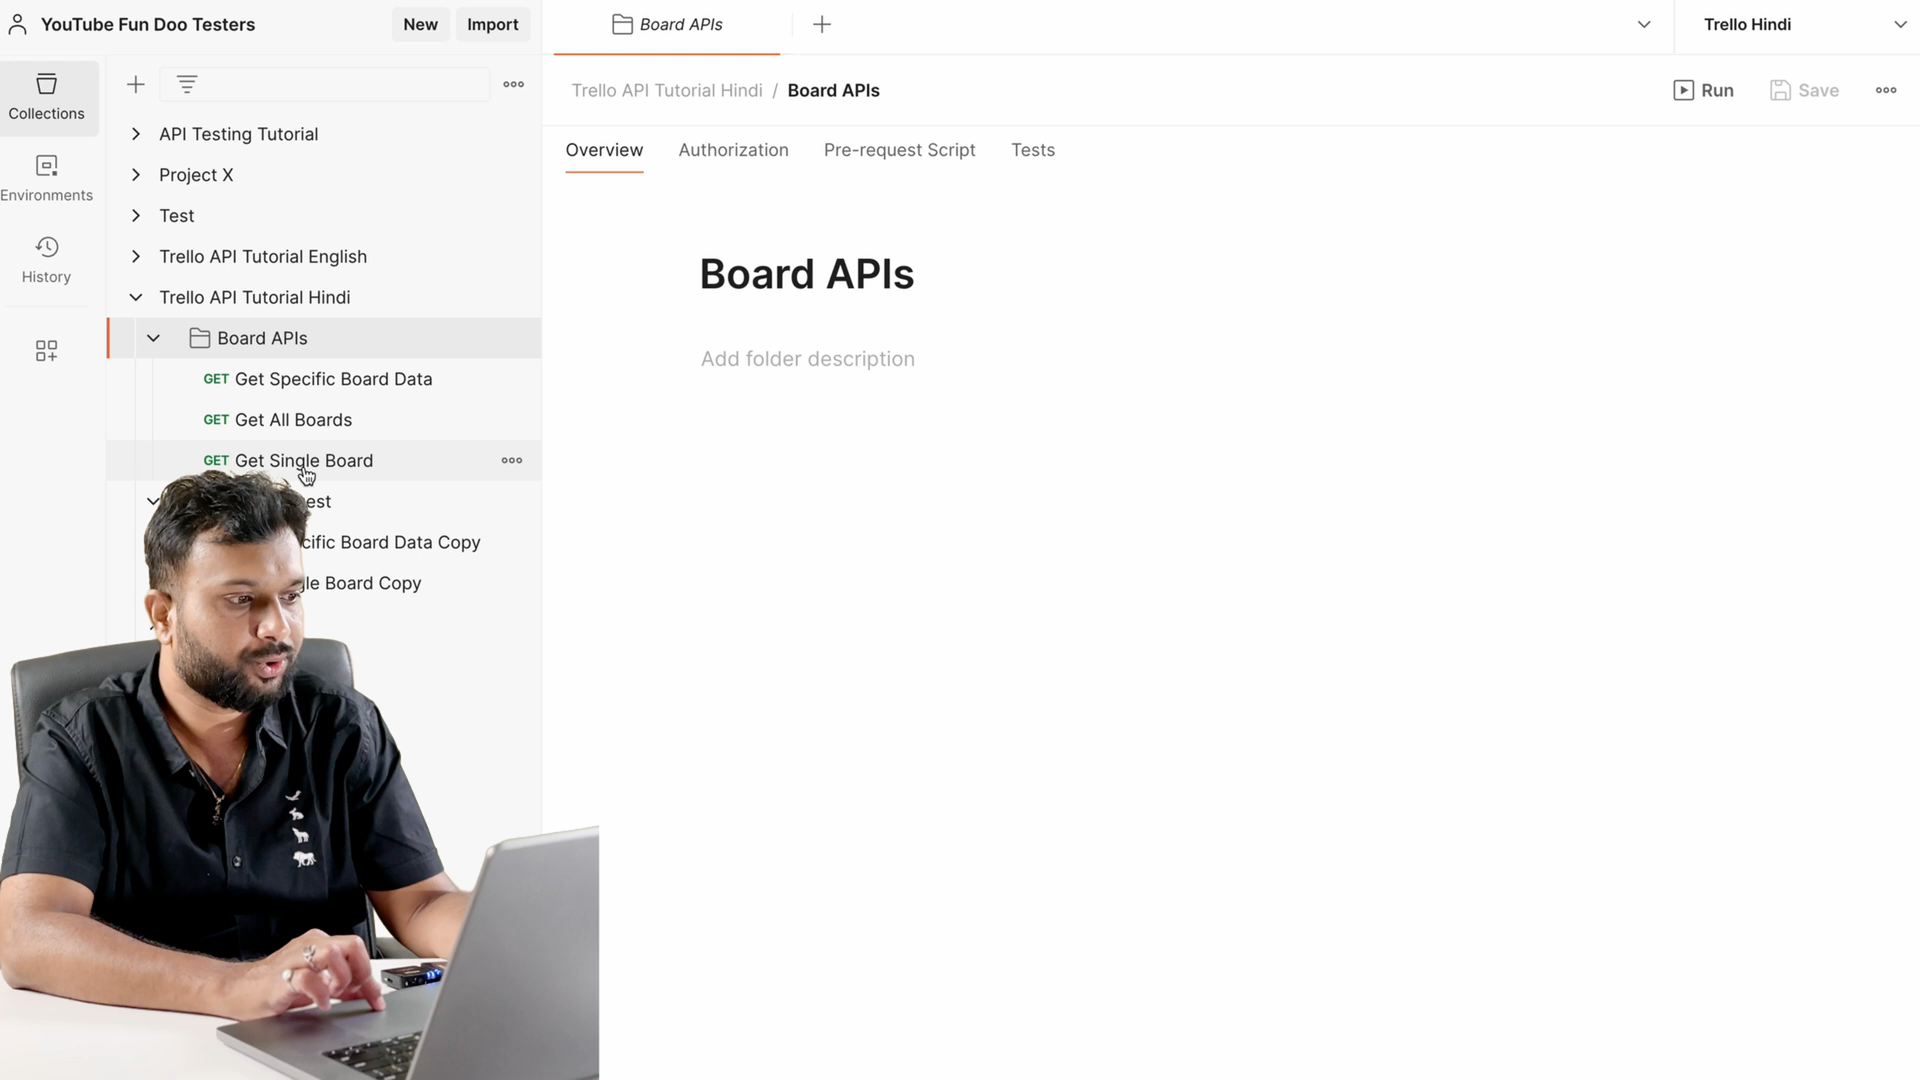 YouTube Fun Doo Testers
New
Import
Board APIs
Trello Hindi
Collections
Environments
History
API Testing Tutorial
Project X
Test
Trello API Tutorial English
Trello API Tutorial Hindi
Board APIs
GET Get Specific Board Data
GET Get All Boards
GET Get Single Board
Board Data Copy
Board Copy
Trello API Tutorial Hindi / Board APIs
Run
Save
Overview
Authorization
Pre-request Script
Tests
Board APIs
Add folder description